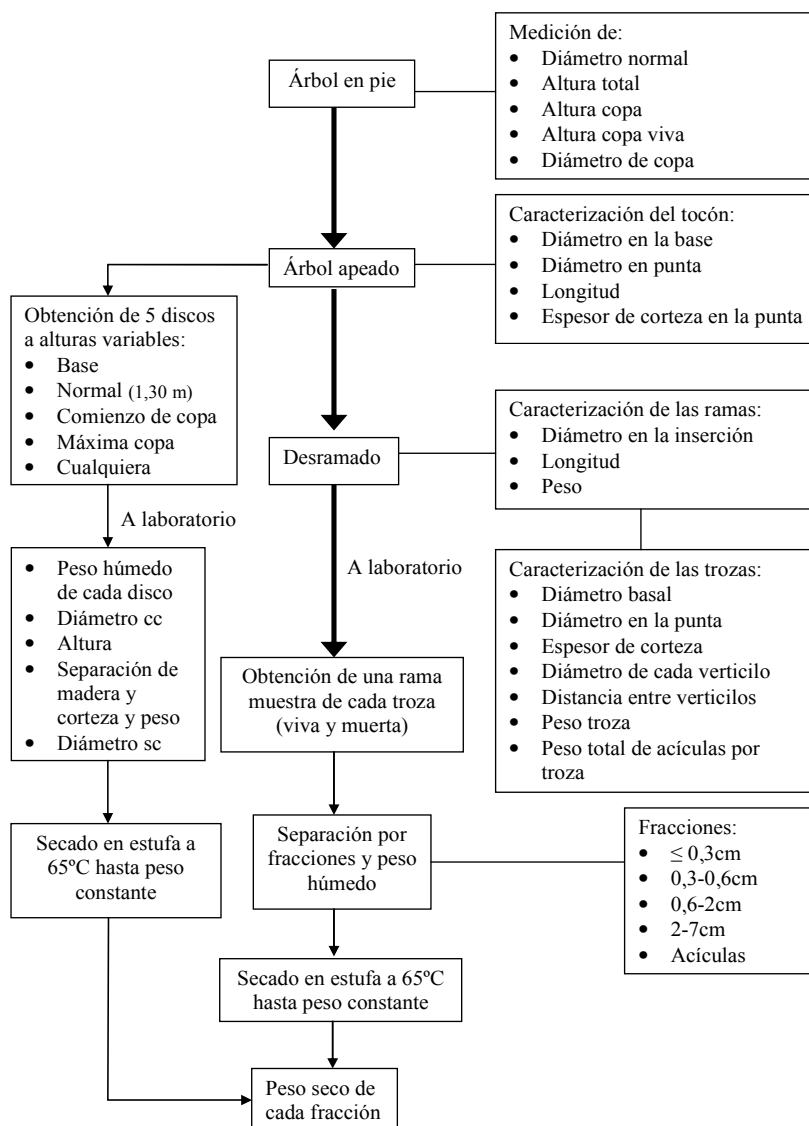 Árbol en pie
Medición de:
• Diámetro normal
• Altura total
• Altura copa
• Altura copa viva
• Diámetro de copa
Árbol apeado
Caracterización del tocón:
• Diámetro en la base
• Diámetro en punta
• Longitud
• Espesor de corteza en la punta
Obtención de 5 discos
a alturas variables:
• Base
• Normal (1,30 m)
• Comienzo de copa
• Máxima copa
• Cualquiera
A laboratorio
• Peso húmedo
de cada disco
• Diámetro cc
• Altura
• Separación de
madera y
corteza y peso
• Diámetro sc
Secado en estufa a
65ºC hasta peso
constante
Desramado
Caracterización de las ramas:
• Diámetro en la inserción
• Longitud
• Peso
Caracterización de las trozas:
• Diámetro basal
• Diámetro en la punta
• Espesor de corteza
• Diámetro de cada verticilo
• Distancia entre verticilos
• Peso troza
• Peso total de acículas por
troza
A laboratorio
Obtención de una rama
muestra de cada troza
(viva y muerta)
Separación por
fracciones y peso
húmedo
Fracciones:
• ≤ 0,3cm
• 0,3-0,6cm
• 0,6-2cm
• 2-7cm
• Acículas
Secado en estufa a 65ºC
hasta peso constante
Peso seco de
cada fracción